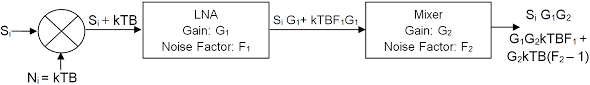 Sᵢ
Sᵢ + kTB
Nᵢ = kTB
LNA
Gain: G₁
Noise Factor: F₁
Sᵢ G₁+ kTBF₁G₁
Mixer
Gain: G₂
Noise Factor: F₂
Sᵢ G₁G₂
G₁G₂kTBF₁ +
G₂kTB(F₂ – 1)